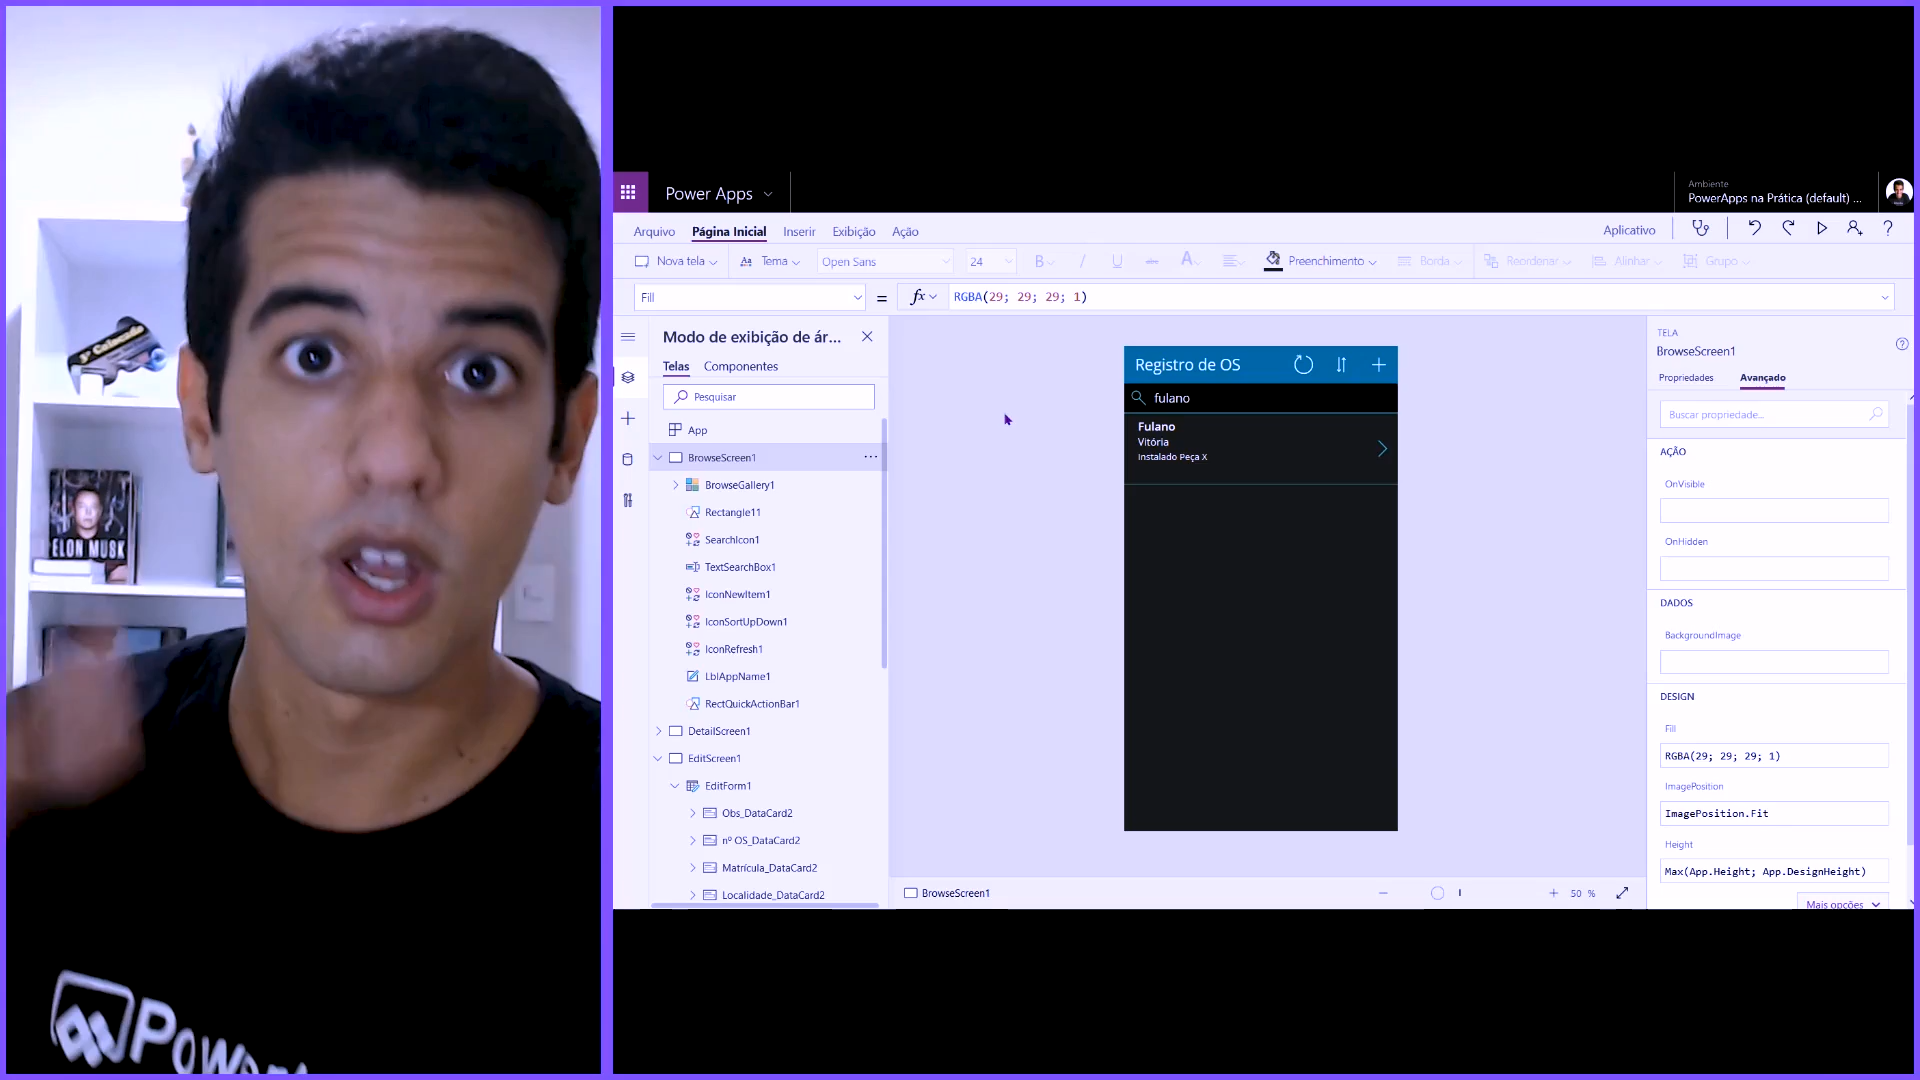 3ª Colocado
ELON MUSK
Power Apps
Ambiente
PowerApps na Prática (default) ...
Arquivo
Página Inicial
Inserir
Exibição
Ação
Aplicativo
Nova tela
Tema
Open Sans
24
Preenchimento
Borda
Reordenar
Alinhar
Grupo
Fill
=
fx
RGBA(29; 29; 29; 1)
Modo de exibição de ár...
Telas
Componentes
Pesquisar
App
BrowseScreen1
BrowseGallery1
Rectangle11
SearchIcon1
TextSearchBox1
IconNewItem1
IconSortUpDown1
IconRefresh1
LblAppName1
RectQuickActionBar1
DetailScreen1
EditScreen1
EditForm1
Obs_DataCard2
nº OS_DataCard2
Matrícula_DataCard2
Localidade_DataCard2
Registro de OS
fulano
Fulano
Vitória
Instalado Peça X
BrowseScreen1
50 %
TELA
BrowseScreen1
Propriedades
Avançado
Buscar propriedade...
AÇÃO
OnVisible
OnHidden
DADOS
BackgroundImage
DESIGN
Fill
RGBA(29; 29; 29; 1)
ImagePosition
ImagePosition.Fit
Height
Max(App.Height; App.DesignHeight)
Mais opções